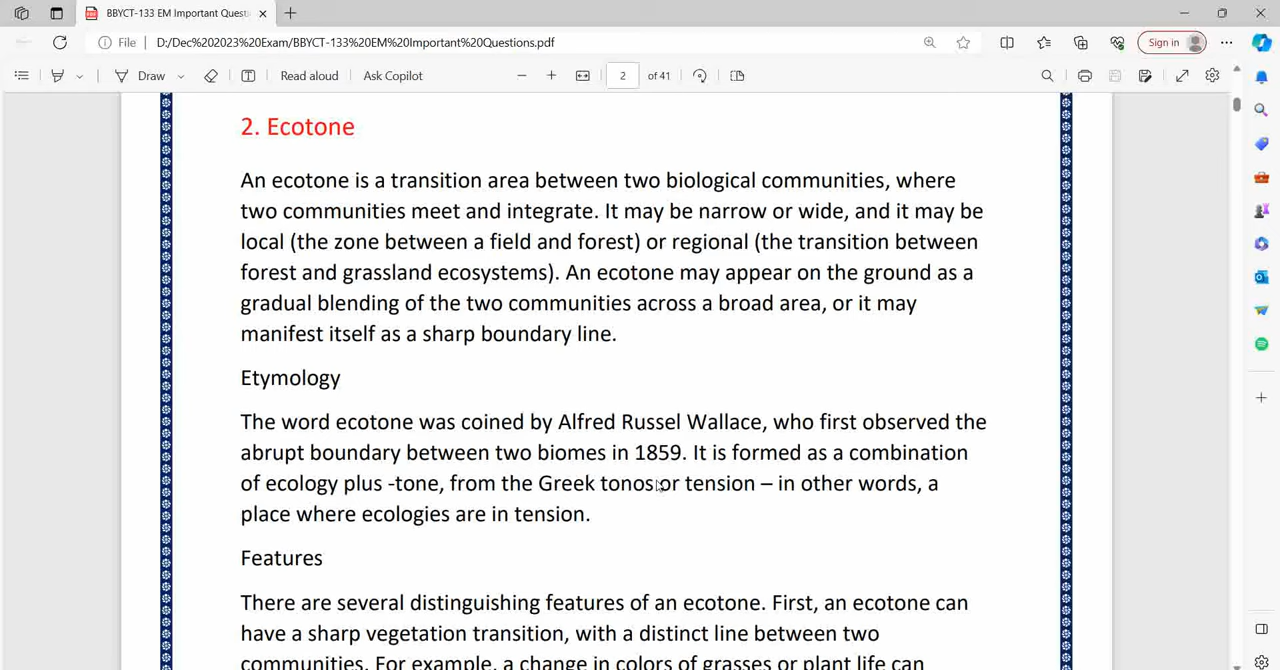 BBYCT-133 EM Important Questi
File D:/Dec%202023%20Exam/BBYCT-133%20EM%20Important%20Questions.pdf
Sign in
Draw Read aloud Ask Copilot 2 of 41
2. Ecotone
An ecotone is a transition area between two biological communities, where
two communities meet and integrate. It may be narrow or wide, and it may be
local (the zone between a field and forest) or regional (the transition between
forest and grassland ecosystems). An ecotone may appear on the ground as a
gradual blending of the two communities across a broad area, or it may
manifest itself as a sharp boundary line.
Etymology
The word ecotone was coined by Alfred Russel Wallace, who first observed the
abrupt boundary between two biomes in 1859. It is formed as a combination
of ecology plus -tone, from the Greek tonos or tension – in other words, a
place where ecologies are in tension.
Features
There are several distinguishing features of an ecotone. First, an ecotone can
have a sharp vegetation transition, with a distinct line between two
communities. For example, a change in colors of grasses or plant life can